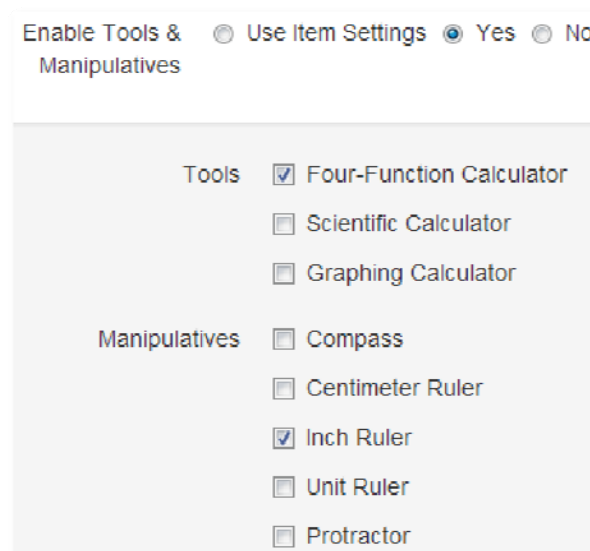 Enable Tools & Use Item Settings Yes No
Manipulatives
Tools Four-Function Calculator
Scientific Calculator
Graphing Calculator
Manipulatives Compass
Centimeter Ruler
Inch Ruler
Unit Ruler
Protractor